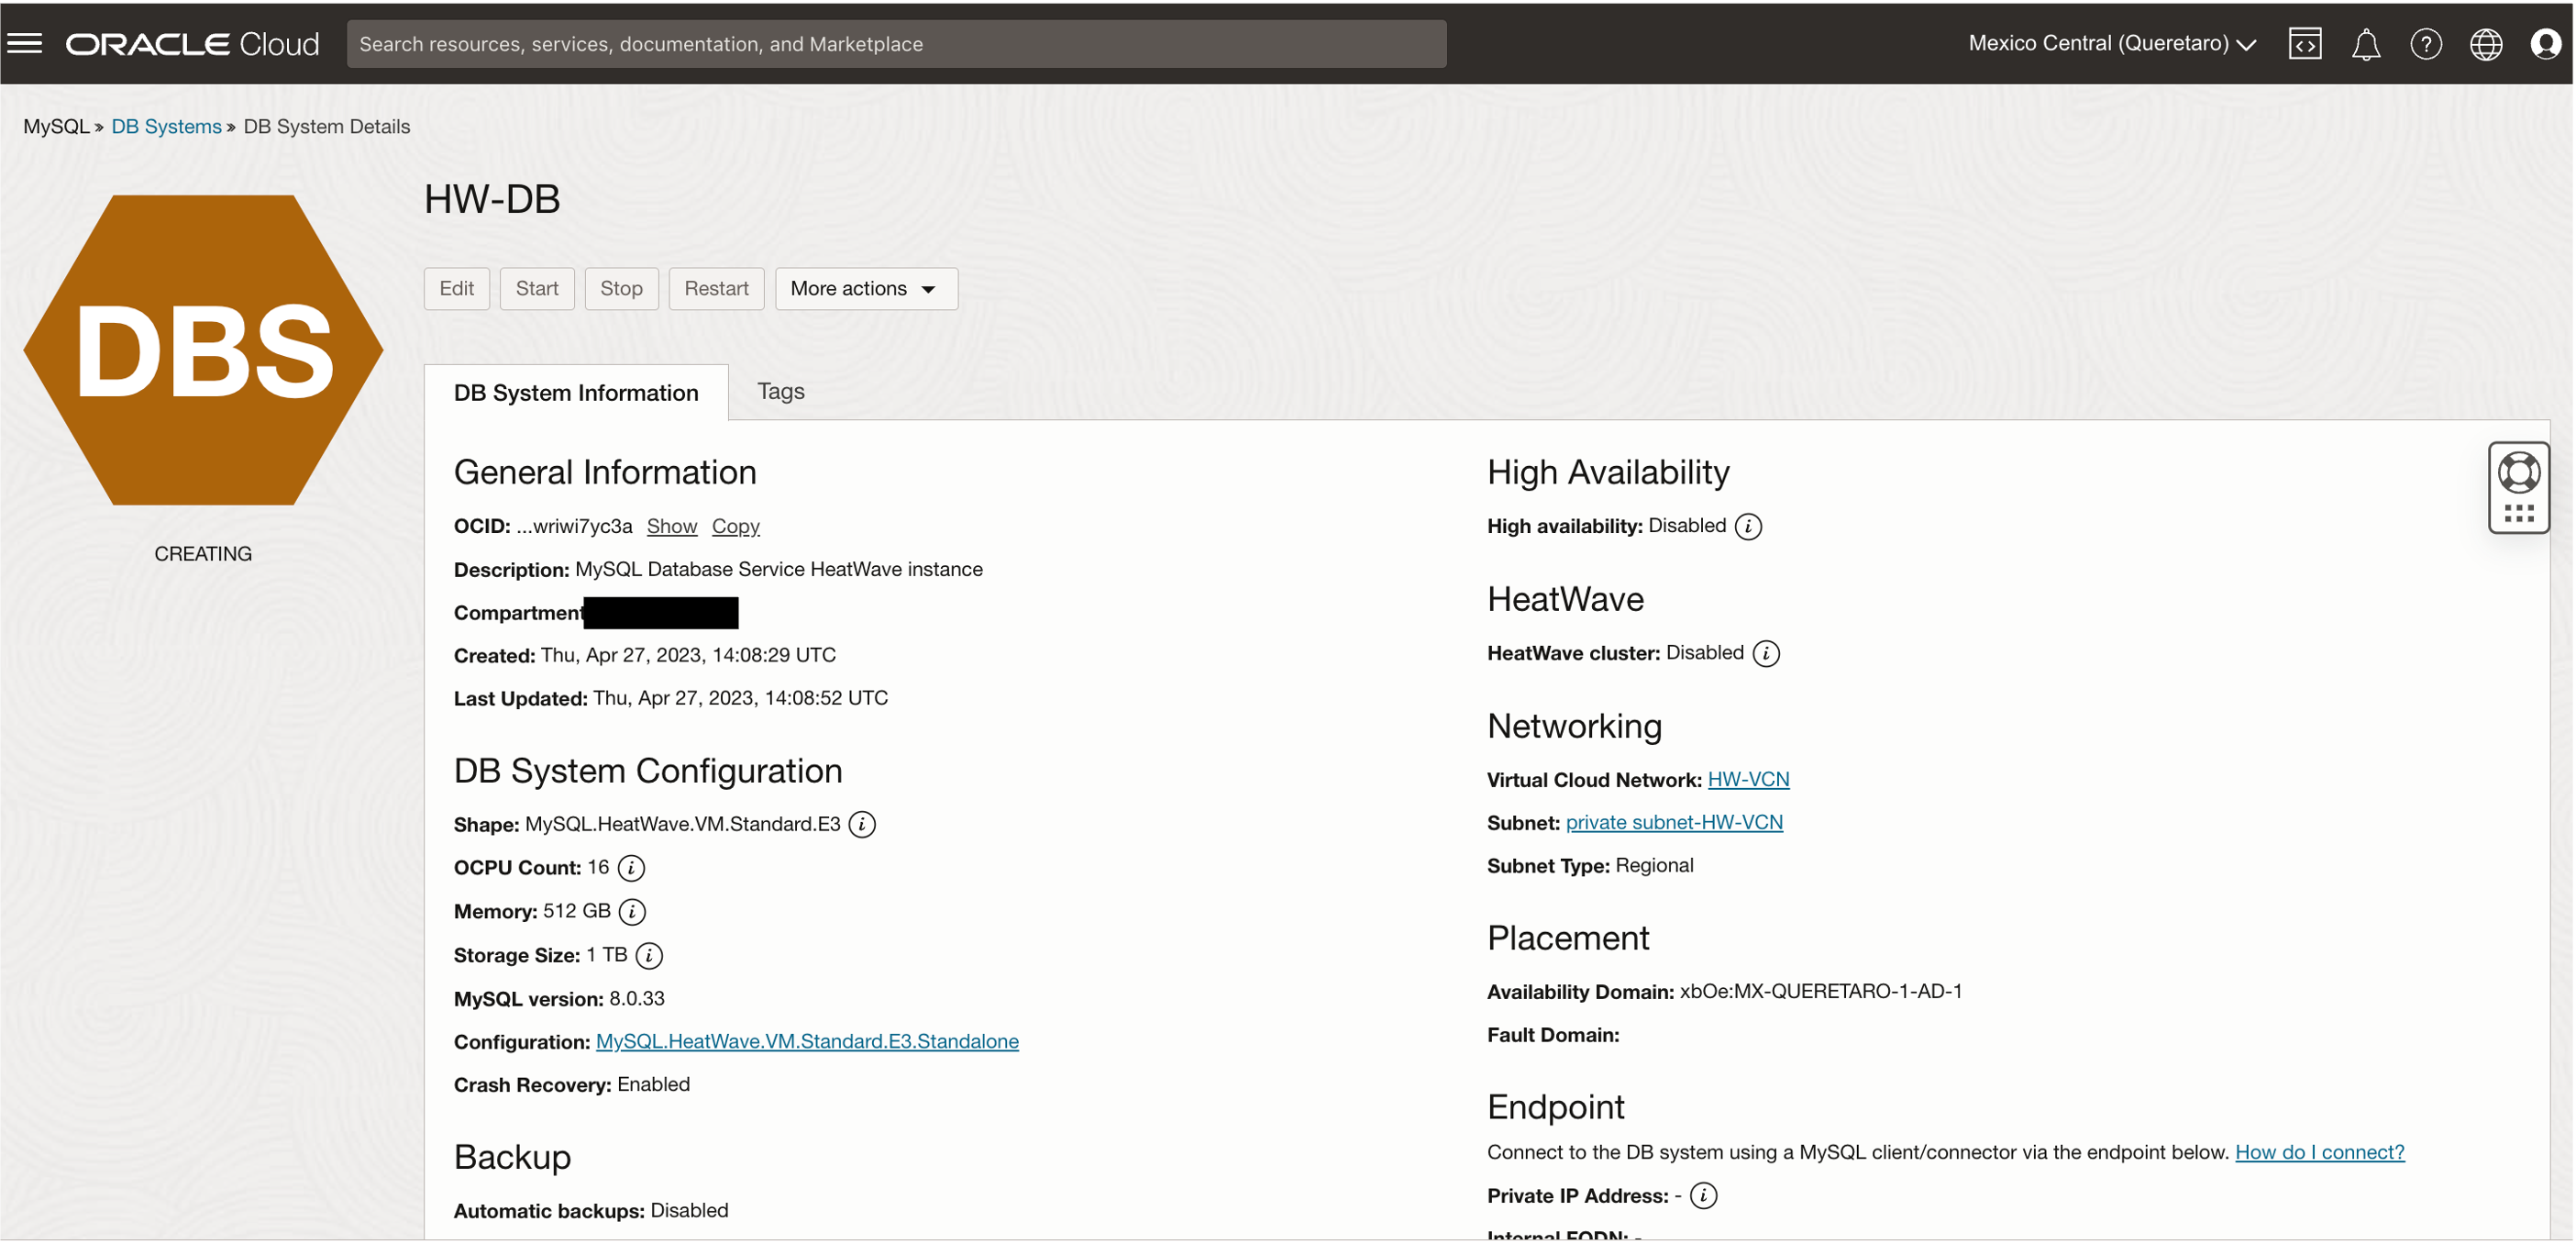 ORACLE Cloud
Search resources, services, documentation, and Marketplace
Mexico Central (Queretaro)
MySQL » DB Systems » DB System Details
DBS
CREATING
HW-DB
Edit
Start
Stop
Restart
More actions
DB System Information
Tags
General Information
OCID: ...wriwi7yc3a Show Copy
Description: MySQL Database Service HeatWave instance
Compartment
Created: Thu, Apr 27, 2023, 14:08:29 UTC
Last Updated: Thu, Apr 27, 2023, 14:08:52 UTC
DB System Configuration
Shape: MySQL.HeatWave.VM.Standard.E3
OCPU Count: 16
Memory: 512 GB
Storage Size: 1 TB
MySQL version: 8.0.33
Configuration: MySQL.HeatWave.VM.Standard.E3.Standalone
Crash Recovery: Enabled
Backup
Automatic backups: Disabled
High Availability
High availability: Disabled
HeatWave
HeatWave cluster: Disabled
Networking
Virtual Cloud Network: HW-VCN
Subnet: private subnet-HW-VCN
Subnet Type: Regional
Placement
Availability Domain: xbOe:MX-QUERETARO-1-AD-1
Fault Domain:
Endpoint
Connect to the DB system using a MySQL client/connector via the endpoint below. How do I connect?
Private IP Address: -
Internal FQDN: -